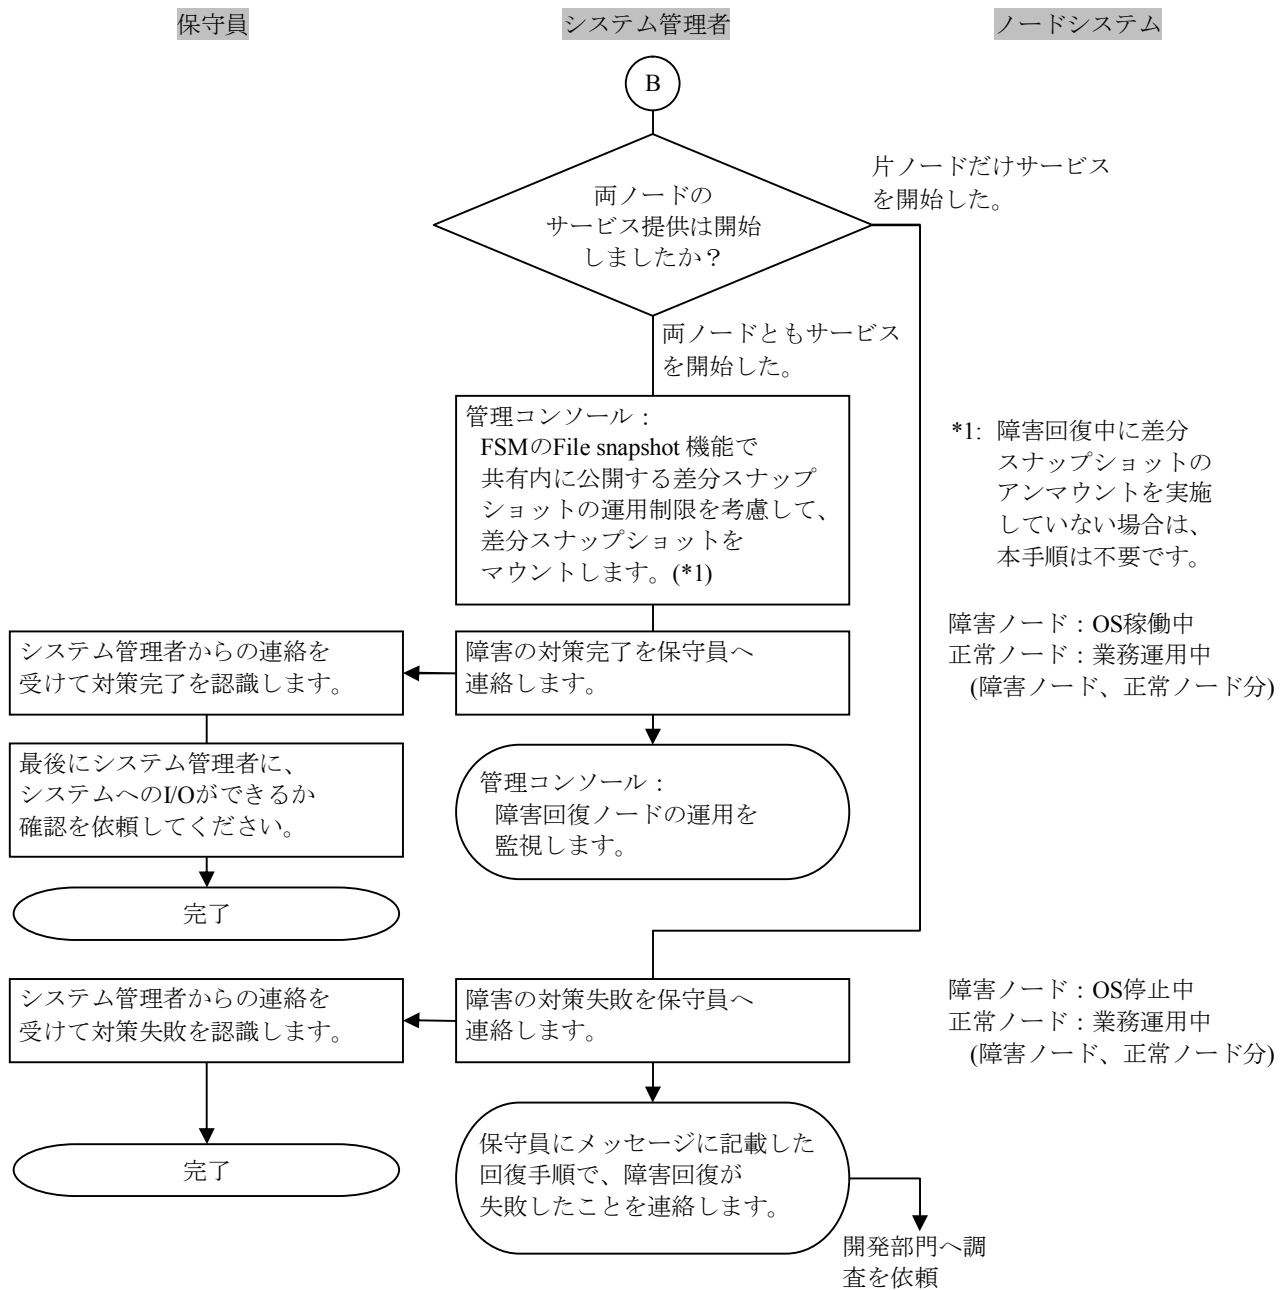 保守員
システム管理者
ノードシステム
B
両ノードの
サービス提供は開始
しましたか？
片ノードだけサービス
を開始した。
両ノードともサービス
を開始した。
管理コンソール：
FSMのFile snapshot 機能で
共有内に公開する差分スナップ
ショットの運用制限を考慮して、
差分スナップショットを
マウントします。(*1)
*1: 障害回復中に差分
スナップショットの
アンマウントを実施
していない場合は、
本手順は不要です。
システム管理者からの連絡を
受けて対策完了を認識します。
障害の対策完了を保守員へ
連絡します。
障害ノード：OS稼働中
正常ノード：業務運用中
(障害ノード、正常ノード分)
最後にシステム管理者に、
システムへのI/Oができるか
確認を依頼してください。
管理コンソール：
障害回復ノードの運用を
監視します。
完了
システム管理者からの連絡を
受けて対策失敗を認識します。
障害の対策失敗を保守員へ
連絡します。
障害ノード：OS停止中
正常ノード：業務運用中
(障害ノード、正常ノード分)
完了
保守員にメッセージに記載した
回復手順で、障害回復が
失敗したことを連絡します。
開発部門へ調
査を依頼